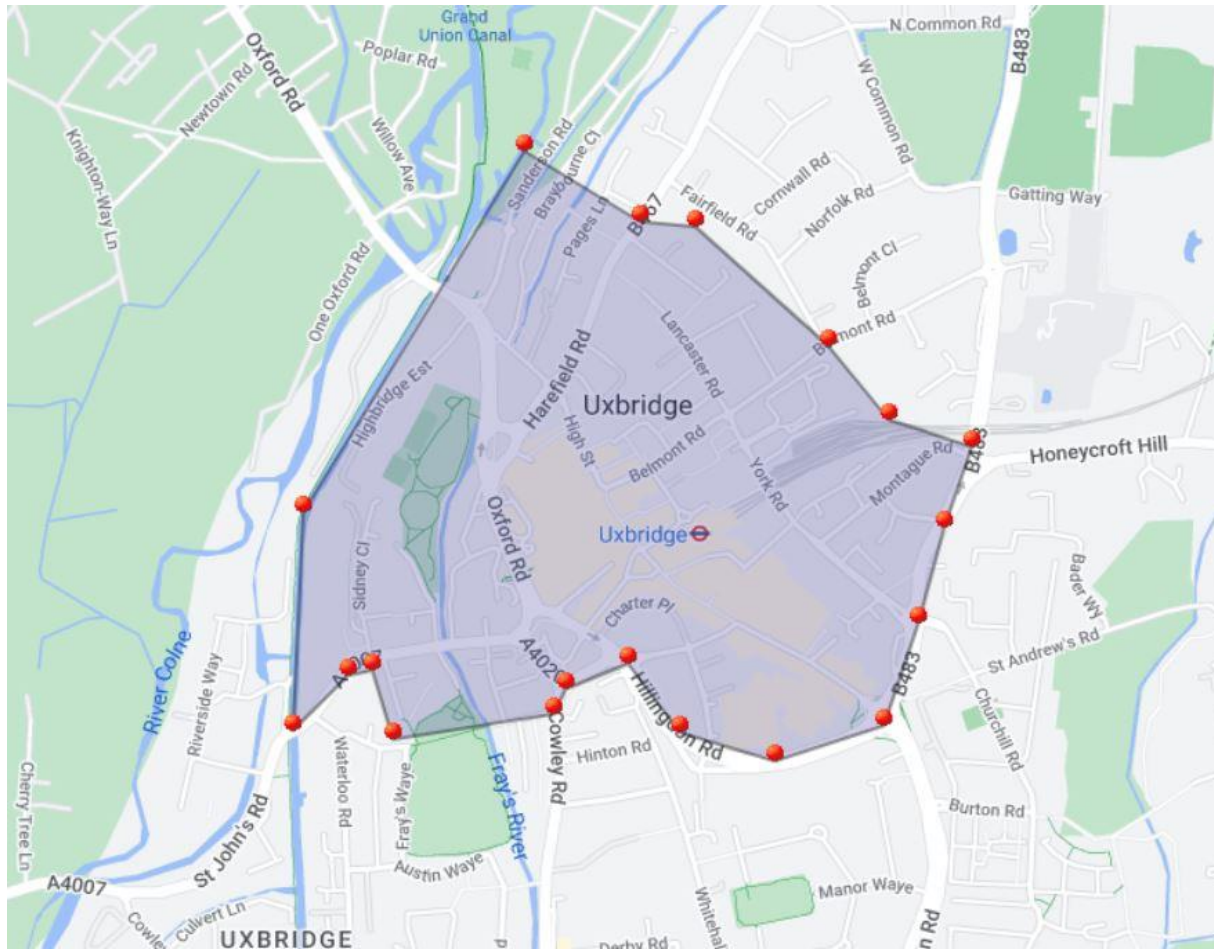 Grand
Union Canal
N Common Rd
Oxford Rd
Poplar Rd
B483
Newtown Rd
W Common Rd
Willow Ave
Knighton-Way Ln
Sanderson Rd
Braybourne Cl
Cornwall Rd
Gatting Way
Fairfield Rd
Norfolk Rd
Pages Ln
One Oxford Rd
Belmont Cl
Lancaster Rd
Belmont Rd
Highbridge Est
Harefield Rd
Uxbridge
High St
Belmont Rd
Montague Rd
B483
Honeycroft Hill
York Rd
Oxford Rd
Uxbridge
Sidney Cl
Bader Wy
Charter Pl
St Andrew's Rd
A4020
River Colne
Riverside Way
Hillingdon Rd
B483
Churchill Rd
Cowley Rd
Hinton Rd
Waterloo Rd
Fray's Waye
Fray's River
Cherry Tree Ln
St John's Rd
Burton Rd
Austin Waye
A4007
Manor Waye
Culvert Ln
Whitehall
UXBRIDGE
Derby Rd
n Rd